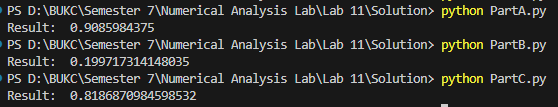 PS D:\BUKC\Semester 7\Numerical Analysis Lab\Lab 11\Solution> python PartA.py
Result:  0.9085984375
PS D:\BUKC\Semester 7\Numerical Analysis Lab\Lab 11\Solution> python PartB.py
Result:  0.199717314148035
PS D:\BUKC\Semester 7\Numerical Analysis Lab\Lab 11\Solution> python PartC.py
Result:  0.8186870984598532